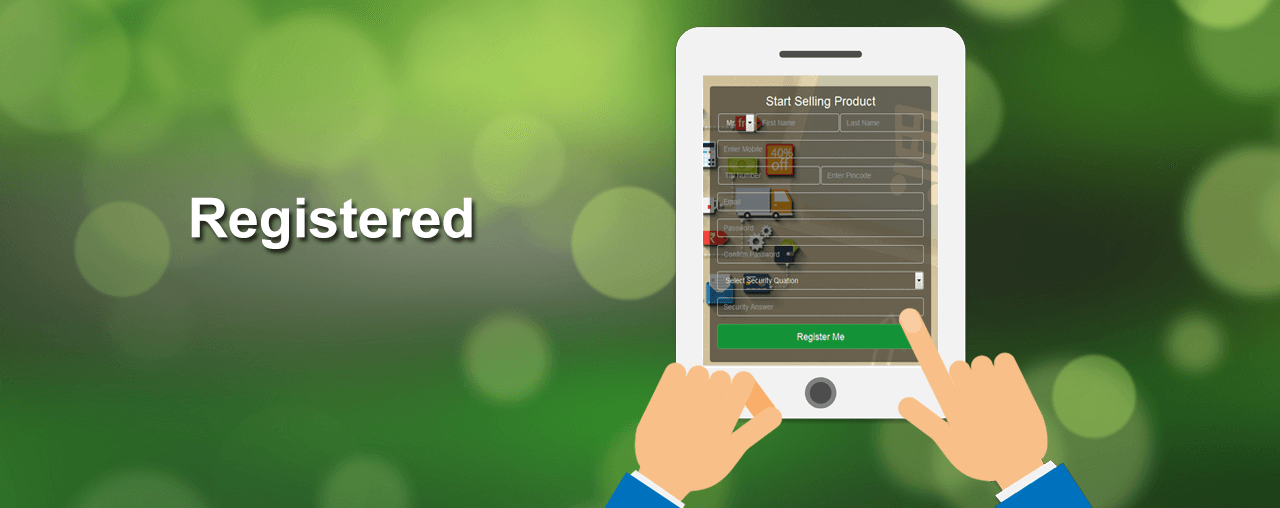 Registered
Start Selling Product
First Name
Last Name
Enter Mobile
40%
off
Enter Pincode
Email
Password
Confirm Password
Select Security Quation
Security Answer
Register Me